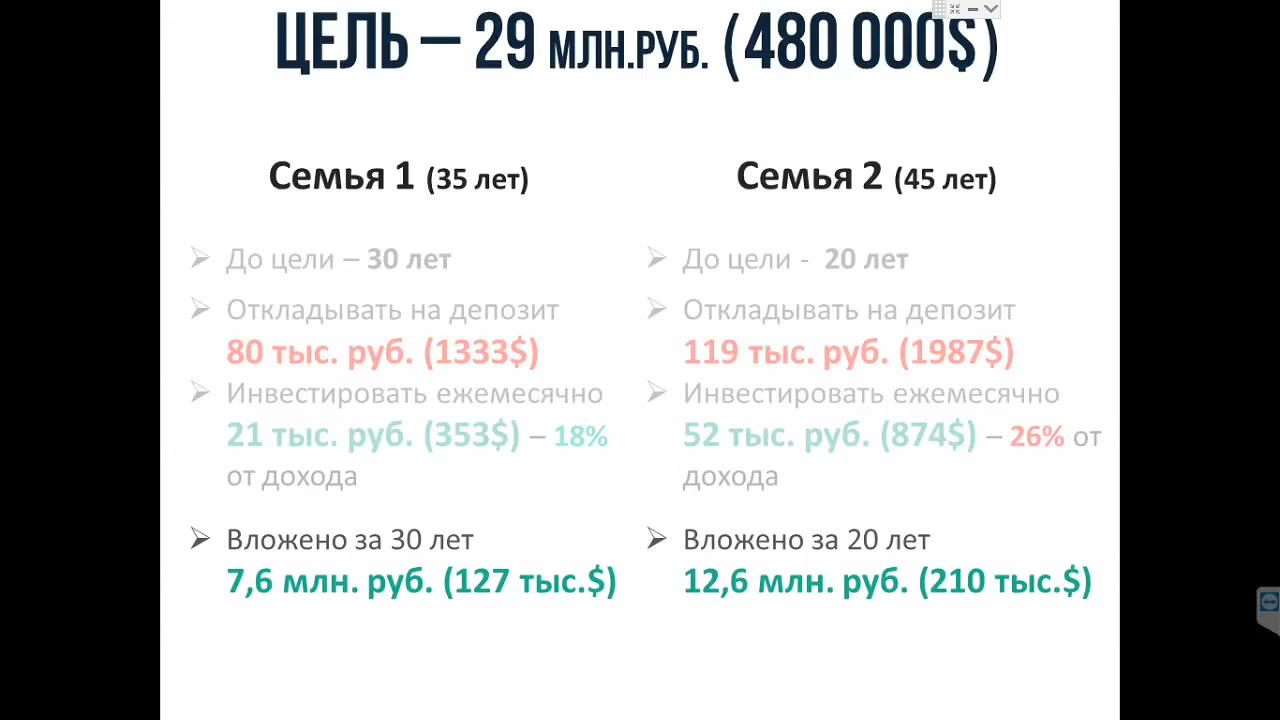 ЦЕЛЬ – 29 МЛН.РУБ. (480 000$)
Семья 1 (35 лет)
До цели – 30 лет
Откладывать на депозит
80 тыс. руб. (1333$)
Инвестировать ежемесячно
21 тыс. руб. (353$) – 18%
от дохода
Вложено за 30 лет
7,6 млн. руб. (127 тыс.$)
Семья 2 (45 лет)
До цели - 20 лет
Откладывать на депозит
119 тыс. руб. (1987$)
Инвестировать ежемесячно
52 тыс. руб. (874$) – 26% от
дохода
Вложено за 20 лет
12,6 млн. руб. (210 тыс.$)